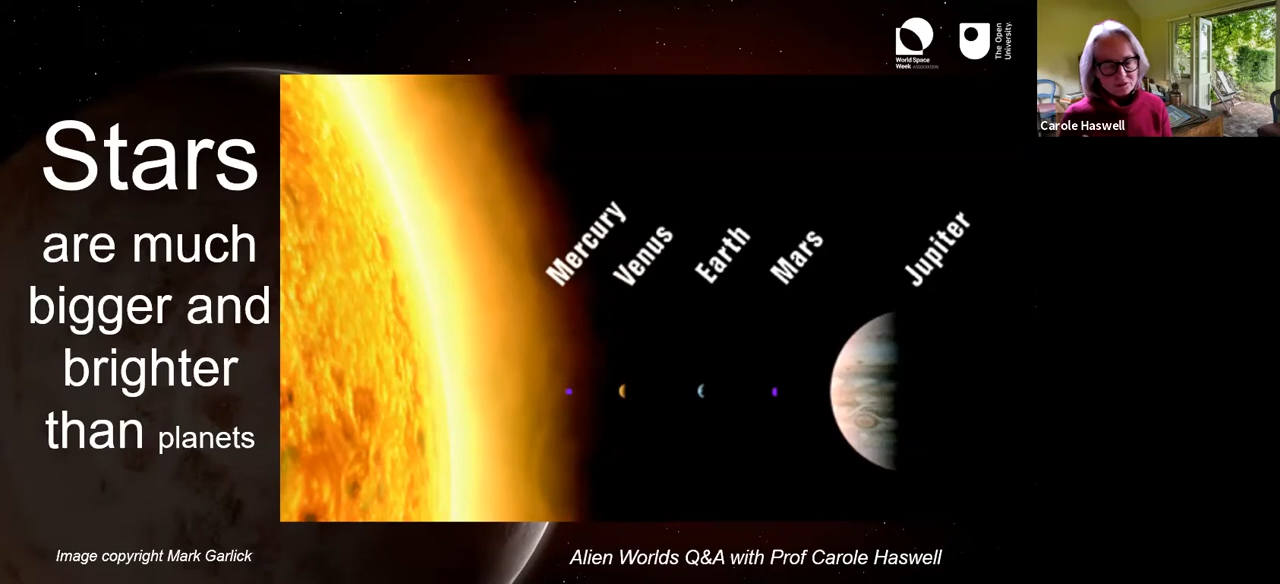 Stars
are much
bigger and
brighter
than planets
Mercury
Venus
Earth
Mars
Jupiter
World Space
Week ASSOCIATION
The Open
University
Carole Haswell
Image copyright Mark Garlick
Alien Worlds Q&A with Prof Carole Haswell